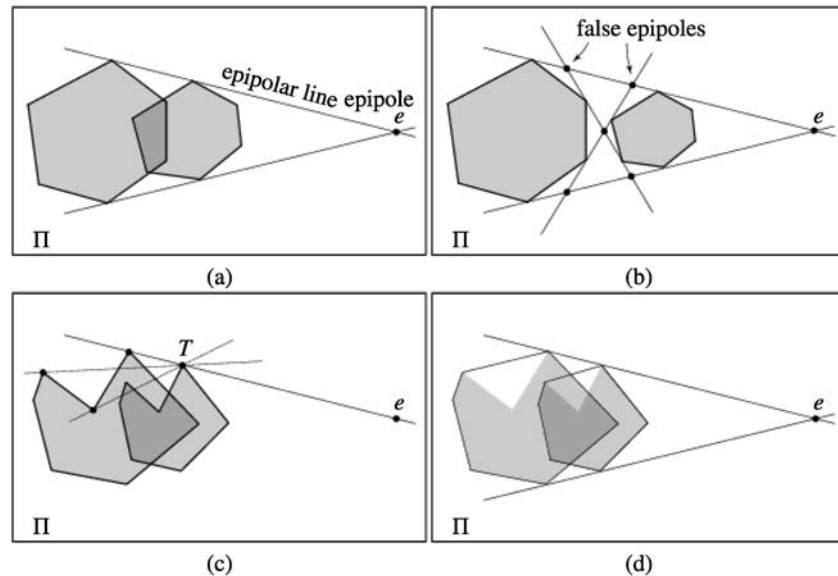 epipolar line epipole
e
Π
(a)
false epipoles
e
Π
(b)
T
e
Π
(c)
e
Π
(d)